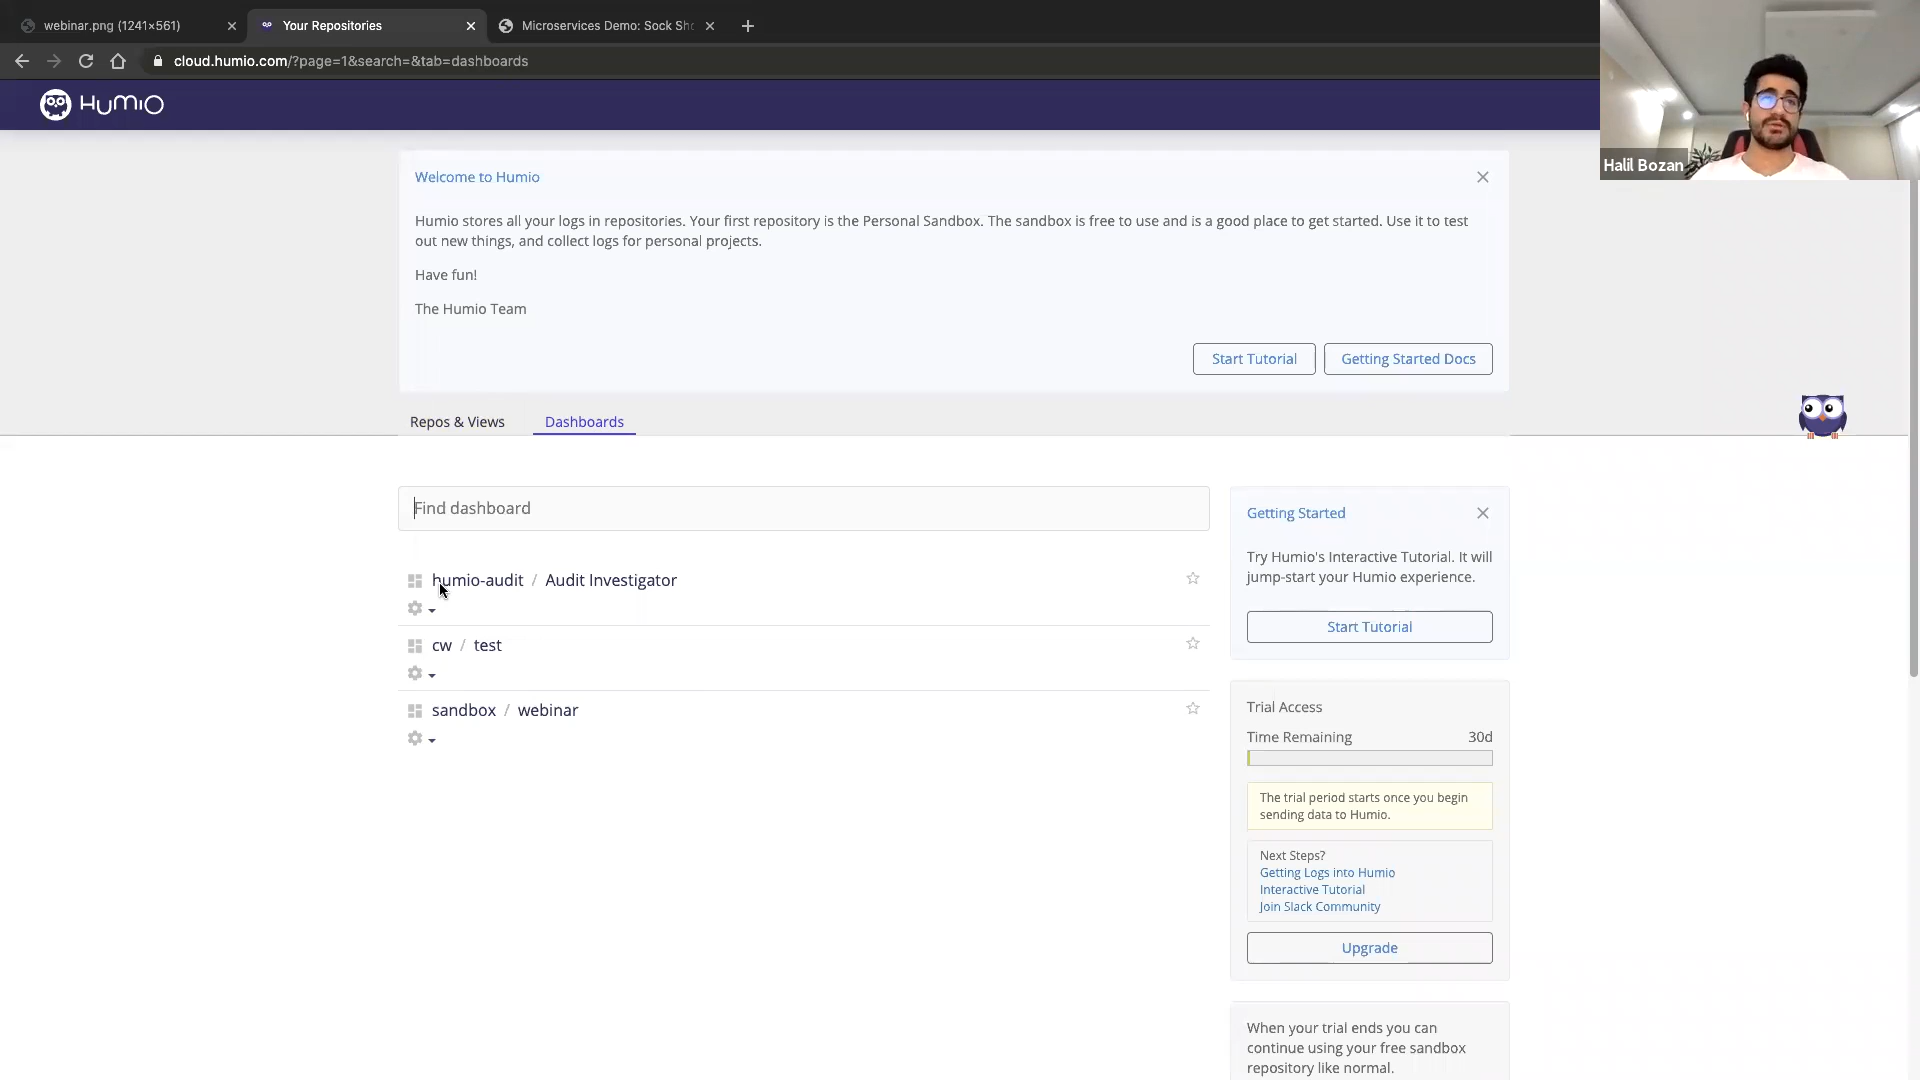 webinar.png (1241×561)
Your Repositories
Microservices Demo: Sock Sh
cloud.humio.com/?page=1&search=&tab=dashboards
HUMIO
Halil Bozan
Welcome to Humio
Humio stores all your logs in repositories. Your first repository is the Personal Sandbox. The sandbox is free to use and is a good place to get started. Use it to test
out new things, and collect logs for personal projects.
Have fun!
The Humio Team
Start Tutorial
Getting Started Docs
Repos & Views
Dashboards
Find dashboard
humio-audit / Audit Investigator
cw / test
sandbox / webinar
Getting Started
Try Humio's Interactive Tutorial. It will
jump-start your Humio experience.
Start Tutorial
Trial Access
Time Remaining 30d
The trial period starts once you begin
sending data to Humio.
Next Steps?
Getting Logs into Humio
Interactive Tutorial
Join Slack Community
Upgrade
When your trial ends you can
continue using your free sandbox
repository like normal.